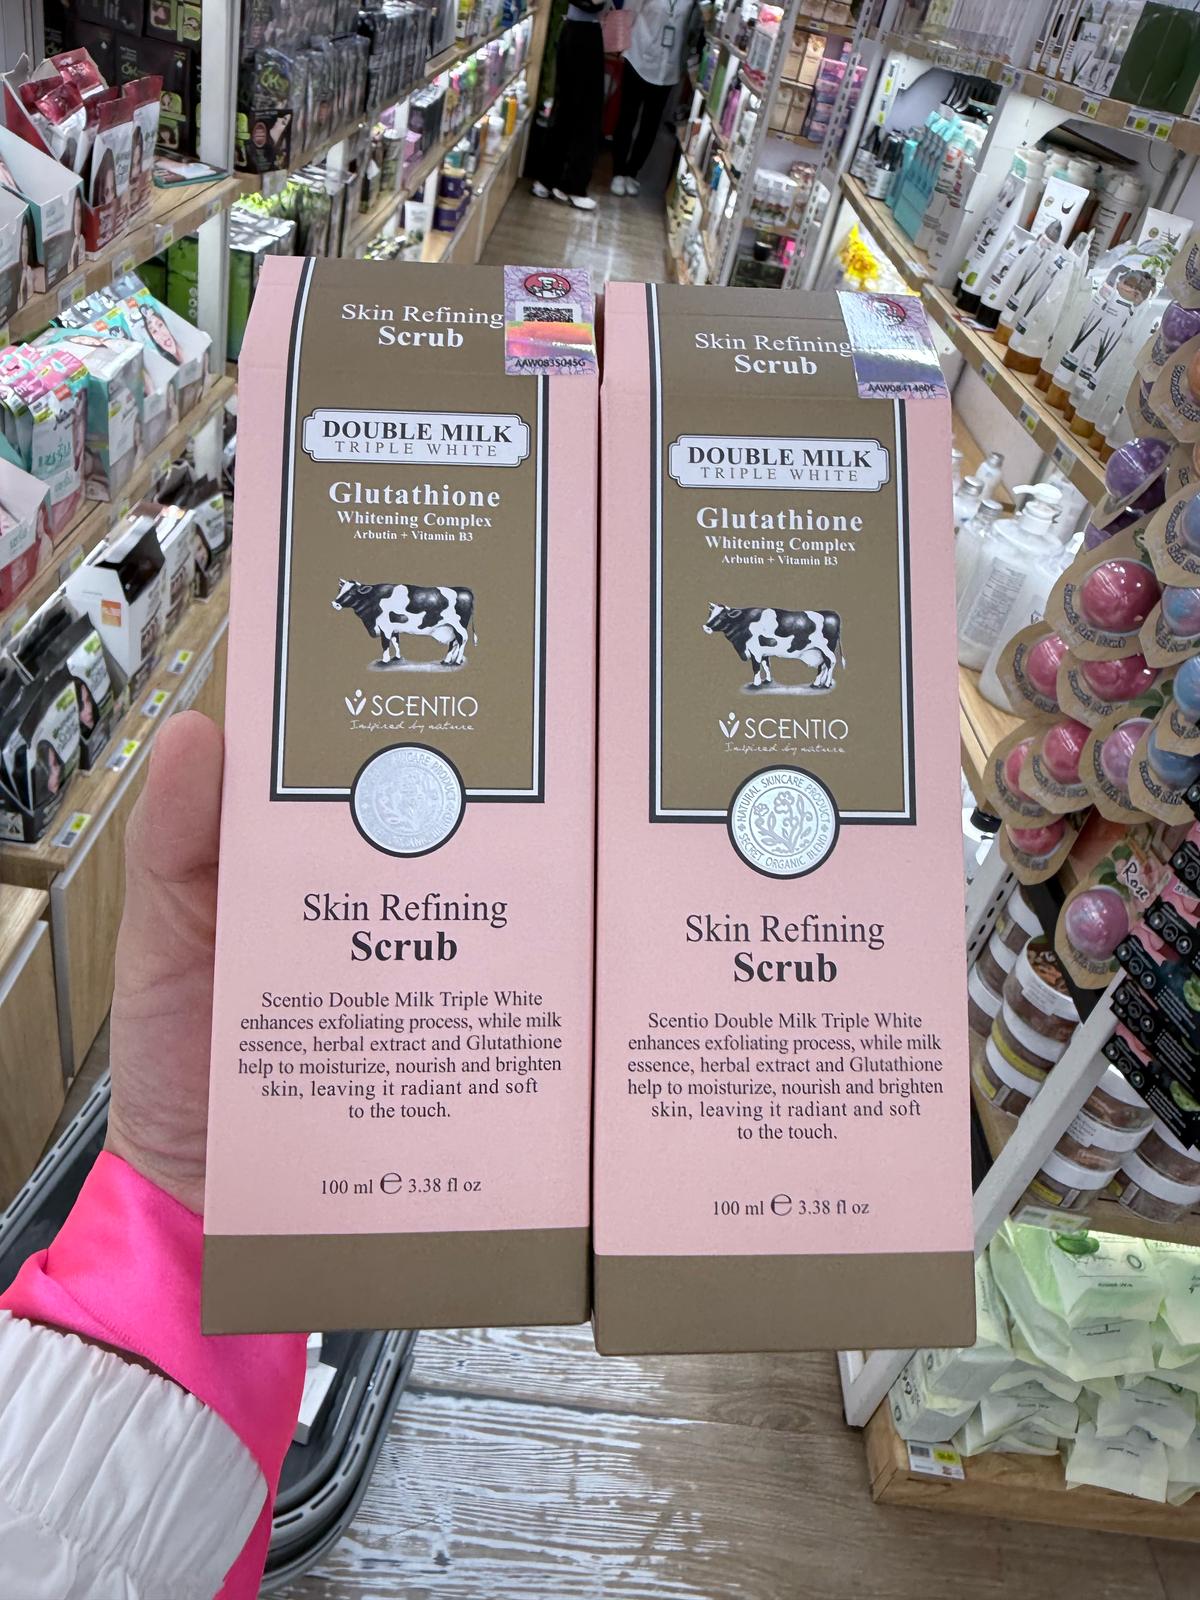 Skin Refining
Scrub
AAW0835045G
DOUBLE MILK
TRIPLE WHITE
Glutathione
Whitening Complex
Arbutin + Vitamin B3
SCENTIO
Inspired by nature
Skin Refining
Scrub
Scentio Double Milk Triple White
enhances exfoliating process, while milk
essence, herbal extract and Glutathione
help to moisturize, nourish and brighten
skin, leaving it radiant and soft
to the touch.
100 ml ℮ 3.38 fl oz
Skin Refining
Scrub
DOUBLE MILK
TRIPLE WHITE
Glutathione
Whitening Complex
Arbutin + Vitamin B3
SCENTIO
Inspired by nature
NATURAL SKINCARE PRODUCT
SECRET ORGANIC BLEND
Skin Refining
Scrub
Scentio Double Milk Triple White
enhances exfoliating process, while milk
essence, herbal extract and Glutathione
help to moisturize, nourish and brighten
skin, leaving it radiant and soft
to the touch.
100 ml ℮ 3.38 fl oz
Rose